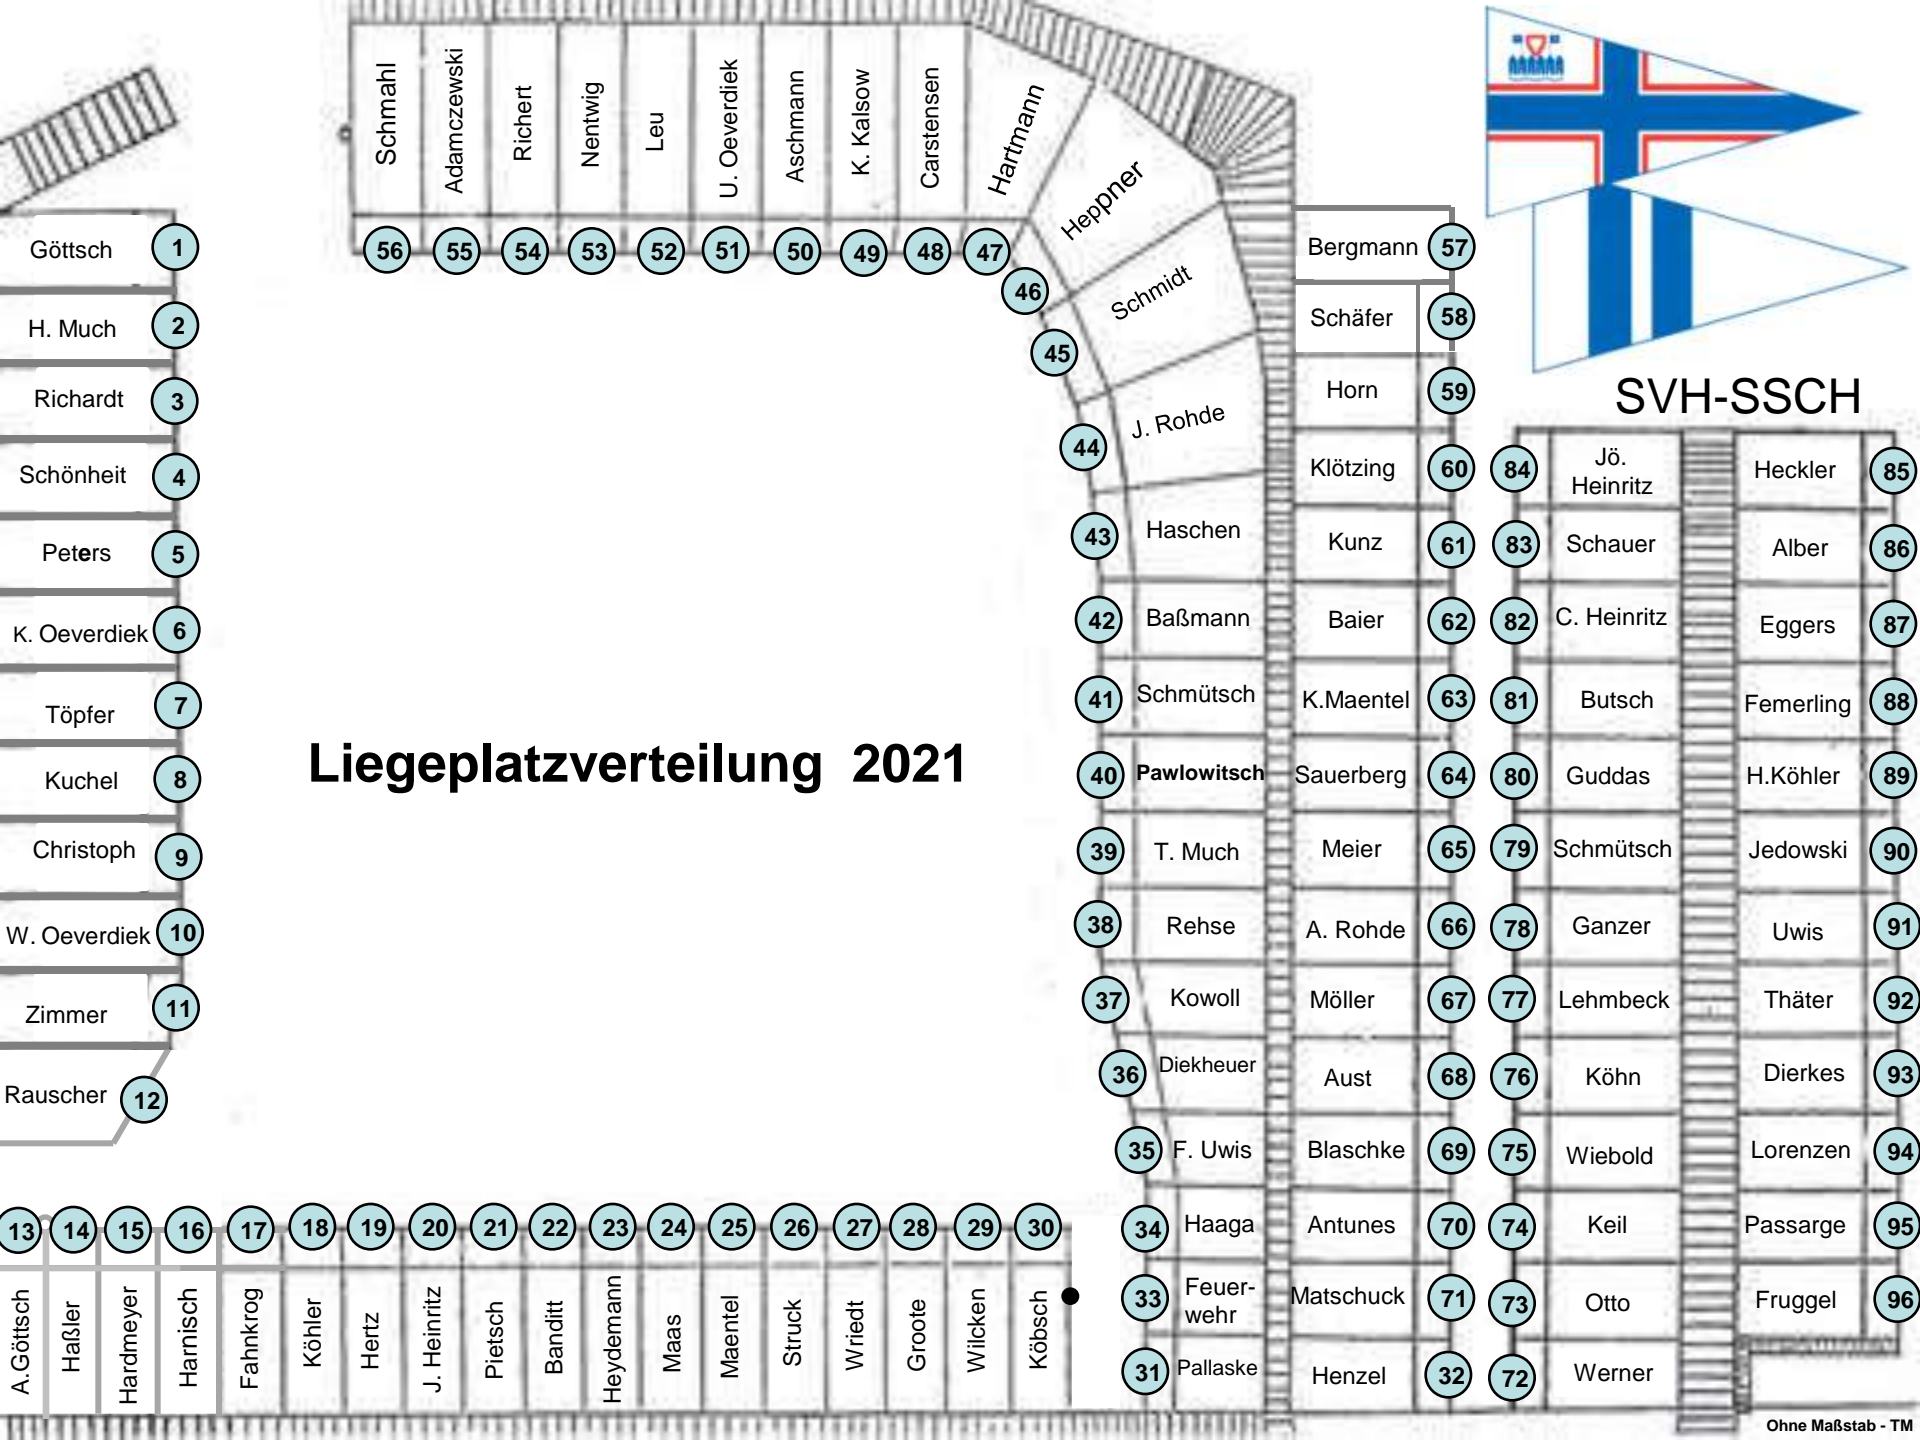 Schmahl
Adamczewski
Richert
Nentwig
Leu
U. Oeverdiek
Aschmann
K. Kalsow
Carstensen
Hartmann
Heppner
Schmidt
J. Rohde
56
55
54
53
52
51
50
49
48
47
46
45
44
Göttsch 1
H. Much 2
Richardt 3
Schönheit 4
Peters 5
K. Oeverdiek 6
Töpfer 7
Kuchel 8
Christoph 9
W. Oeverdiek 10
Zimmer 11
Rauscher 12
Liegeplatzverteilung 2021
43 Haschen
42 Baßmann
41 Schmütsch
40 Pawlowitsch
39 T. Much
38 Rehse
37 Kowoll
36 Diekheuer
35 F. Uwis
34 Haaga
33 Feuer-
wehr
31 Pallaske
Bergmann 57
Schäfer 58
Horn 59
Klötzing 60
Kunz 61
Baier 62
K.Maentel 63
Sauerberg 64
Meier 65
A. Rohde 66
Möller 67
Aust 68
Blaschke 69
Antunes 70
Matschuck 71
Henzel 32
SVH-SSCH
84 Jö.
Heinritz
83 Schauer
82 C. Heinritz
81 Butsch
80 Guddas
79 Schmütsch
78 Ganzer
77 Lehmbeck
76 Köhn
75 Wiebold
74 Keil
73 Otto
72 Werner
Heckler 85
Alber 86
Eggers 87
Femerling 88
H.Köhler 89
Jedowski 90
Uwis 91
Thäter 92
Dierkes 93
Lorenzen 94
Passarge 95
Fruggel 96
13
14
15
16
17
18
19
20
21
22
23
24
25
26
27
28
29
30
A.Göttsch
Haßler
Hardmeyer
Harnisch
Fahnkrog
Köhler
Hertz
J. Heinritz
Pietsch
Banditt
Heydemann
Maas
Maentel
Struck
Wriedt
Groote
Wilcken
Köbsch
Ohne Maßstab - TM